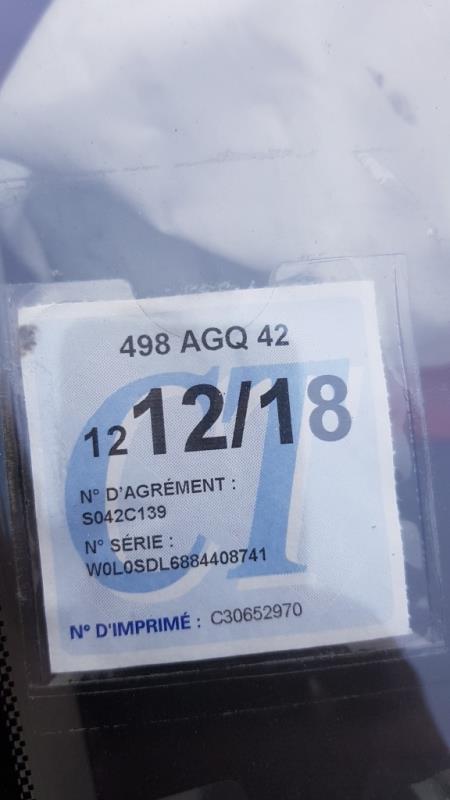 498 AGQ 42
CT
12 12/18
N° D'AGRÉMENT :
S042C139
N° SÉRIE :
W0L0SDL6884408741
N° D'IMPRIMÉ : C30652970